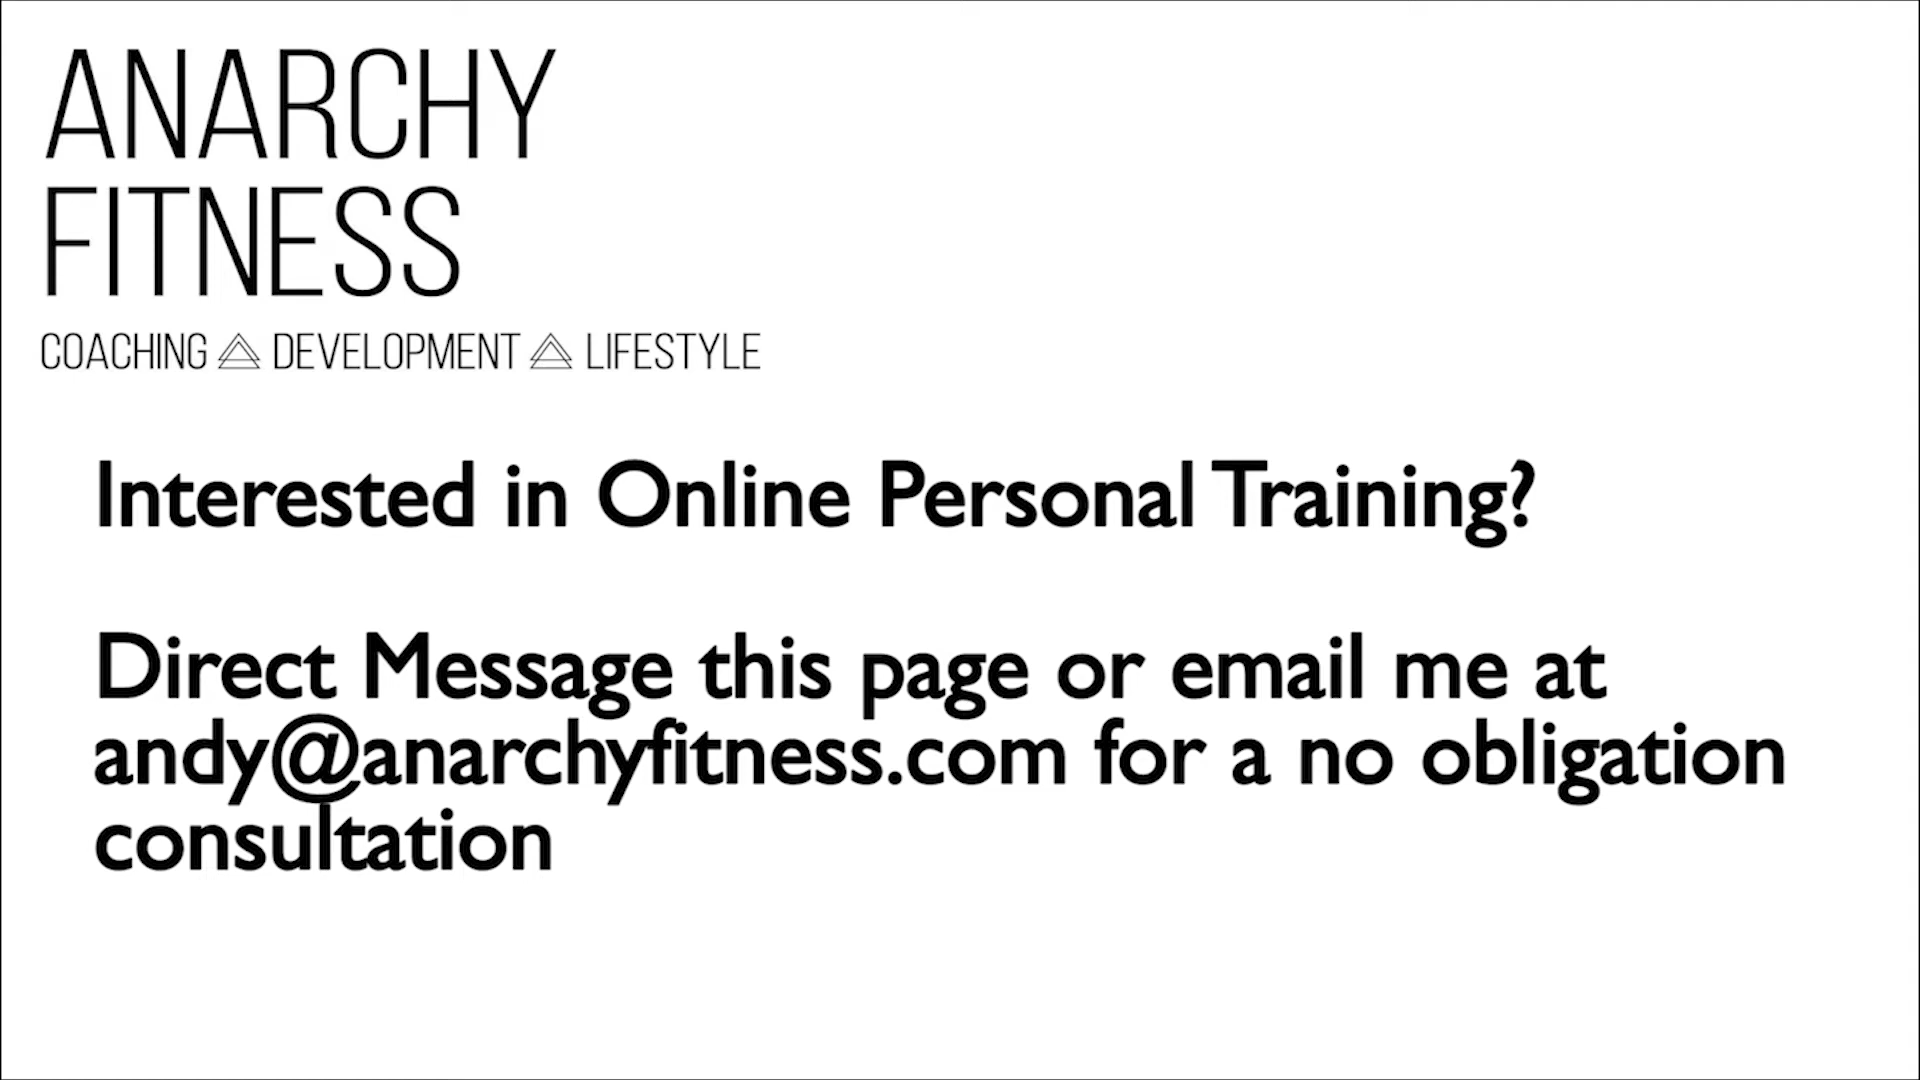 ANARCHY
FITNESS
COACHING DEVELOPMENT LIFESTYLE
Interested in Online Personal Training?
Direct Message this page or email me at
andy@anarchyfitness.com for a no obligation
consultation